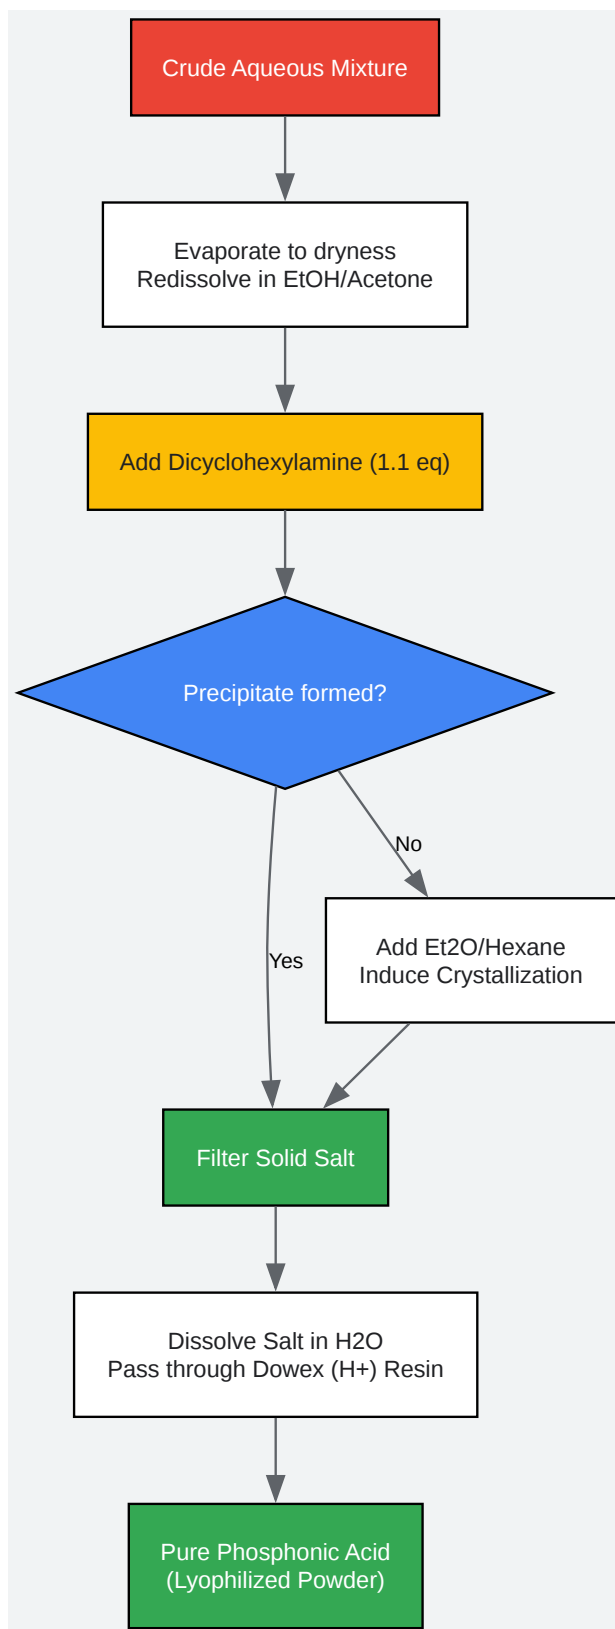 Crude Aqueous Mixture
Evaporate to dryness
Redissolve in EtOH/Acetone
Add Dicyclohexylamine (1.1 eq)
Precipitate formed?
No
Add Et2O/Hexane
Induce Crystallization
Yes
Filter Solid Salt
Dissolve Salt in H2O
Pass through Dowex (H+) Resin
Pure Phosphonic Acid
(Lyophilized Powder)